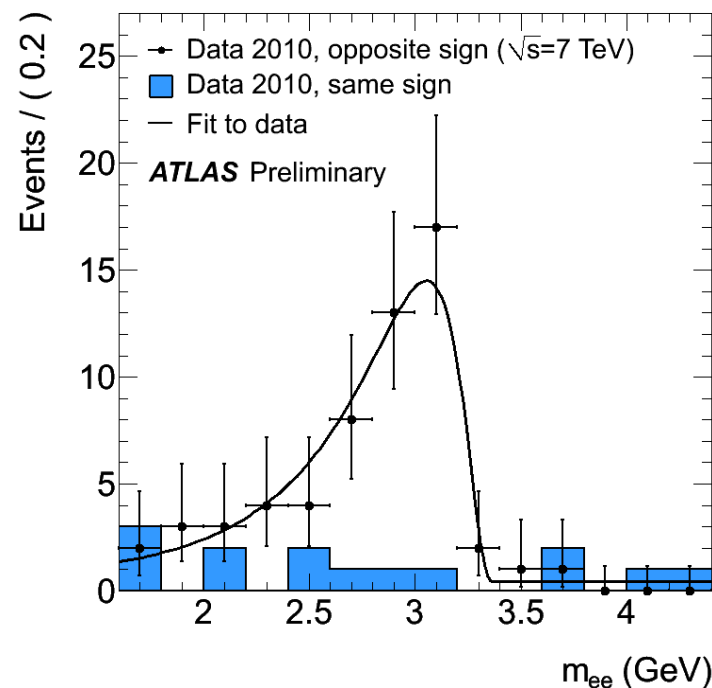 Events / ( 0.2 )
25
20
15
10
5
0
Data 2010, opposite sign (√s=7 TeV)
Data 2010, same sign
Fit to data
ATLAS Preliminary
2 2.5 3 3.5 4
m_ee (GeV)